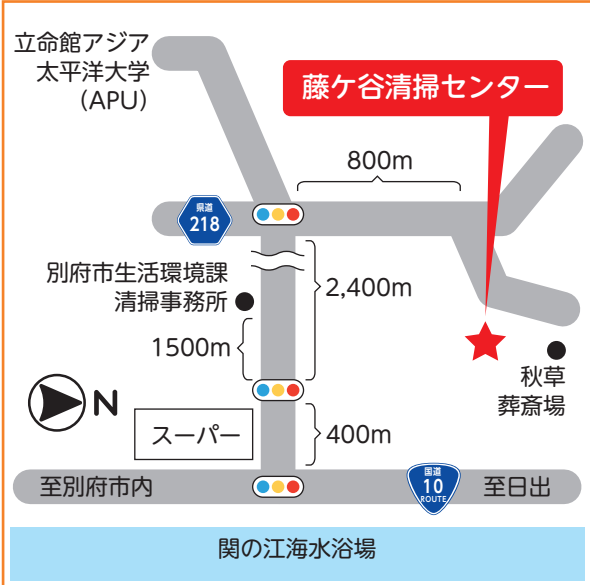 立命館アジア
太平洋大学
（APU）
藤ケ谷清掃センター
800m
県道
218
別府市生活環境課
清掃事務所
2,400m
1500m
N
秋草
葬斎場
スーパー
400m
至別府市内
国道
10
ROUTE
至日出
関の江海水浴場